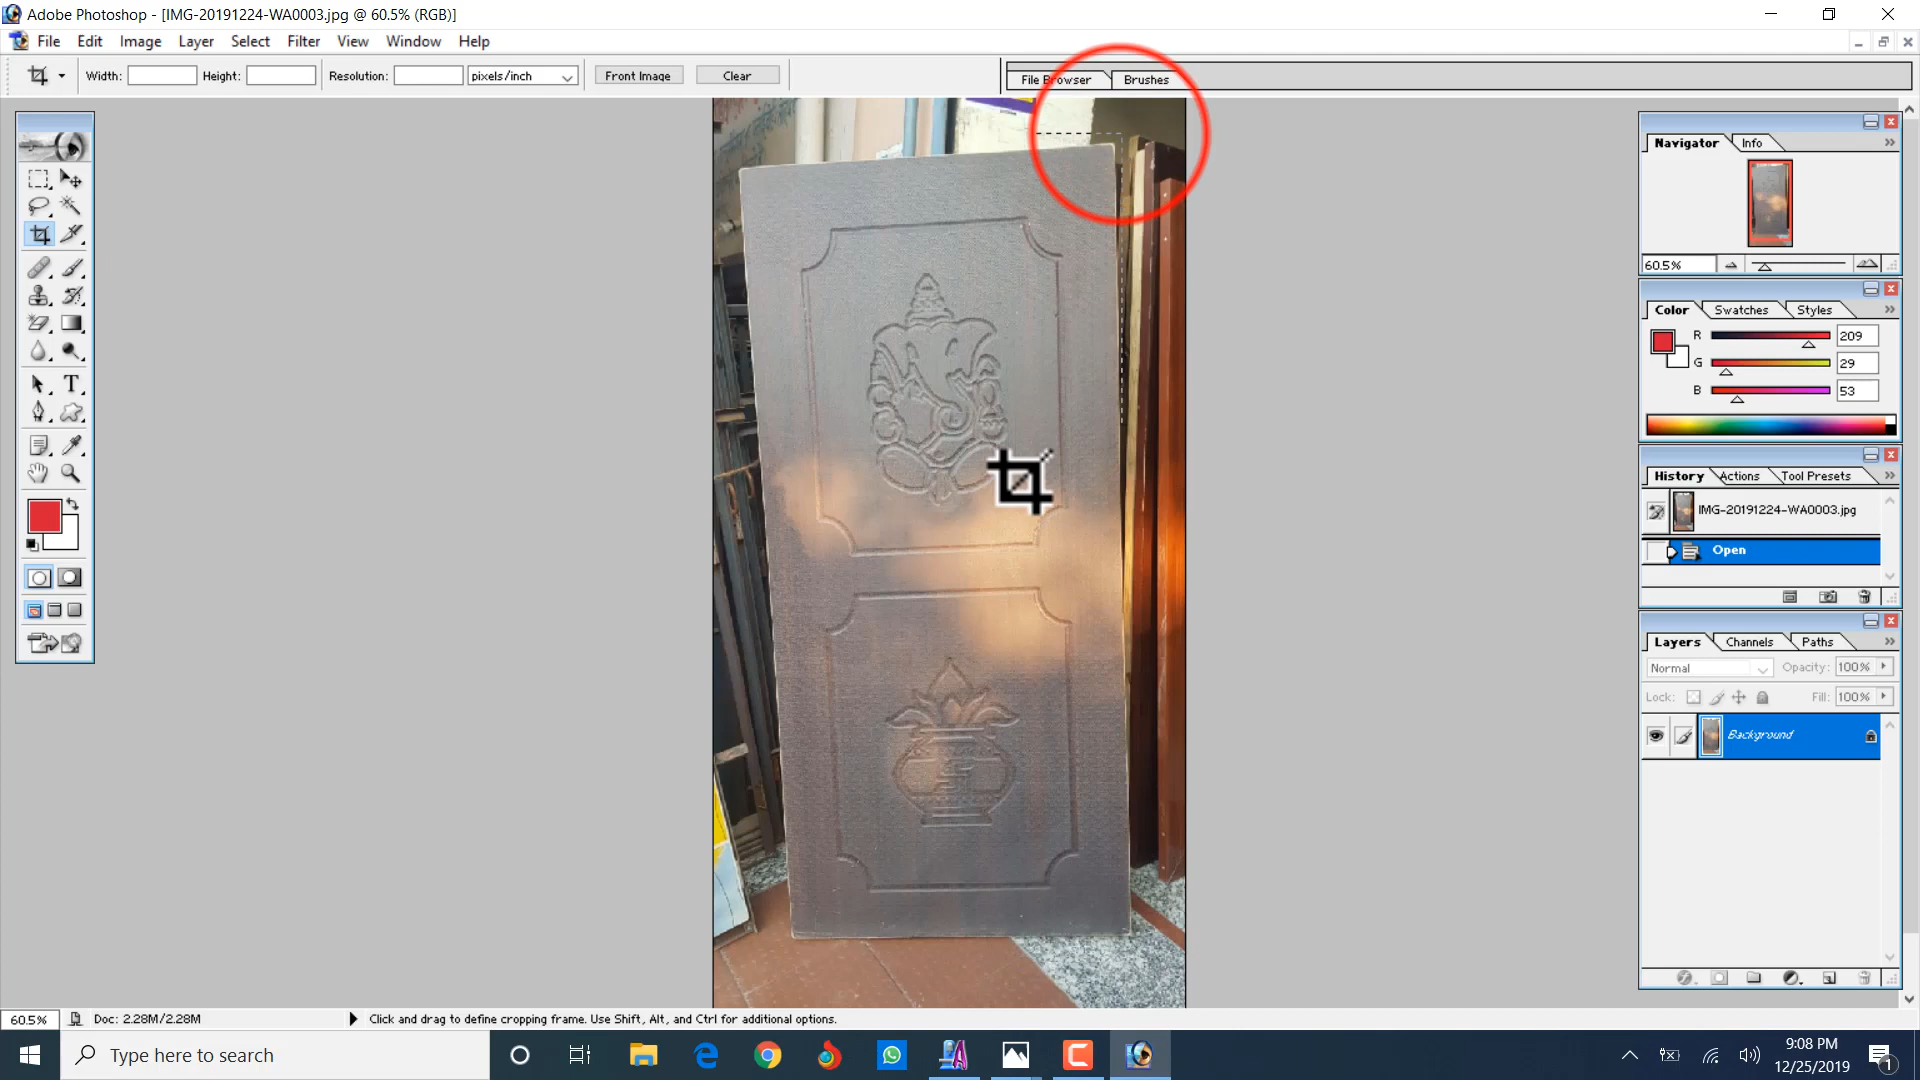 Adobe Photoshop - [IMG-20191224-WA0003.jpg @ 60.5% (RGB)]
File Edit Image Layer Select Filter View Window Help
Width: Height: Resolution: pixels/inch Front Image Clear
File Browser Brushes
Navigator Info
60.5%
Color Swatches Styles
R 209
G 29
B 53
T
History Actions Tool Presets
IMG-20191224-WA0003.jpg
Open
Layers Channels Paths
Normal Opacity: 100%
Lock: Fill: 100%
Background
60.5% Doc: 2.28M/2.28M Click and drag to define cropping frame. Use Shift, Alt, and Ctrl for additional options.
Type here to search
9:08 PM
12/25/2019
1